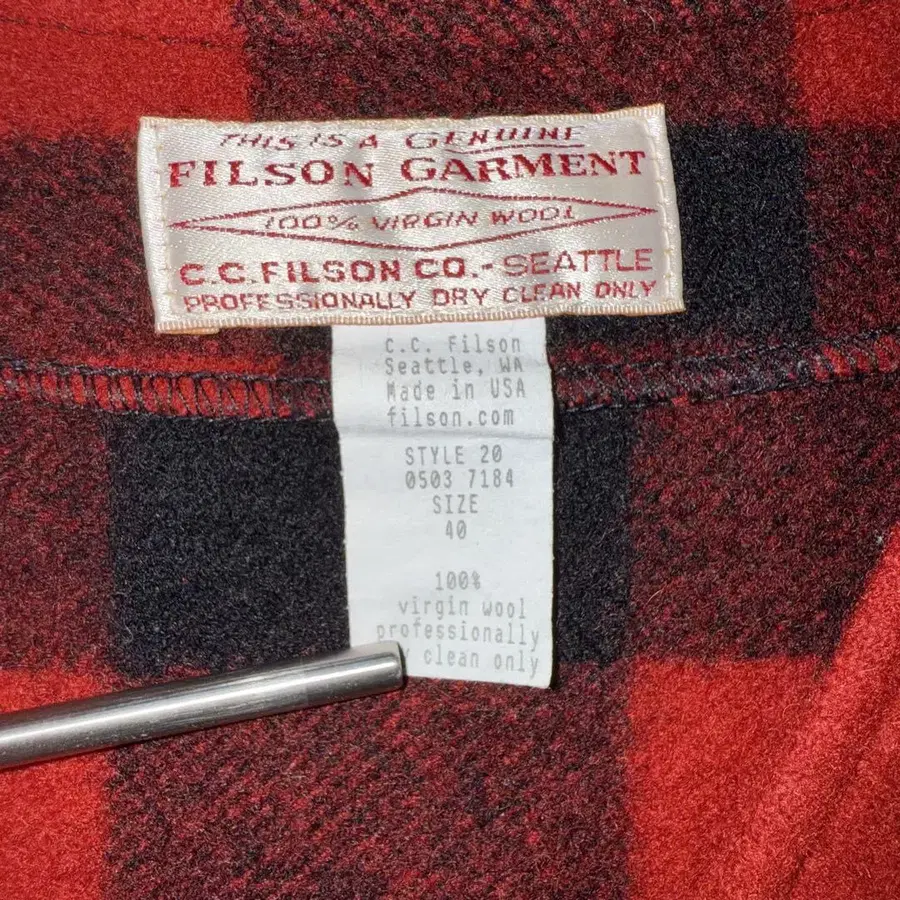 THIS IS A GENUINE
FILSON GARMENT
100% VIRGIN WOOL
C.C. FILSON CO. - SEATTLE
PROFESSIONALLY DRY CLEAN ONLY
C.C. Filson
Seattle, WA
Made in USA
filson.com
STYLE 20
0503 7184
SIZE
40
100%
virgin wool
professionally
clean only